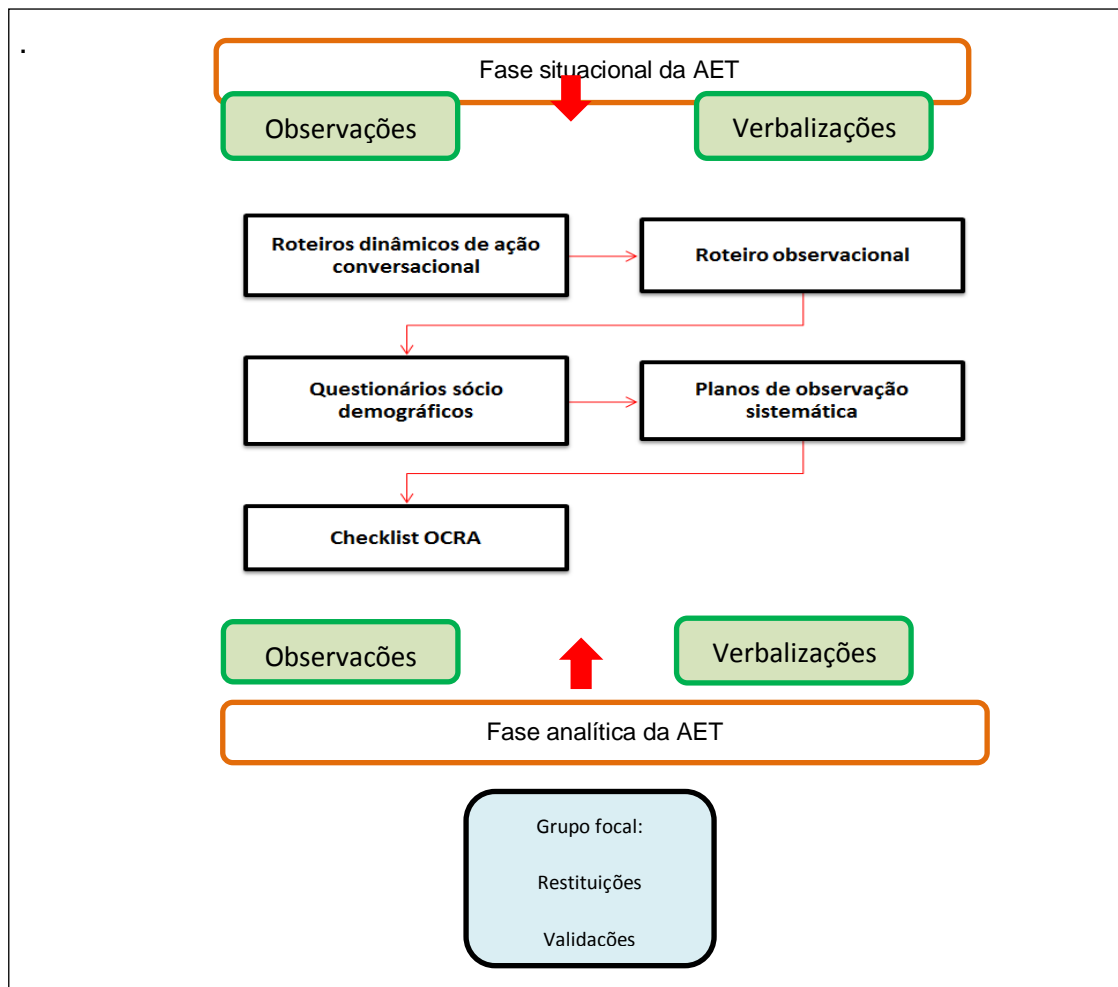 .
Fase situacional da AET
Observações
Verbalizações
Roteiros dinâmicos de ação
conversacional
Roteiro observacional
Questionários sócio
demográficos
Planos de observação
sistemática
Checklist OCRA
Observacões
Verbalizações
Fase analítica da AET
Grupo focal:
Restituições
Validacões